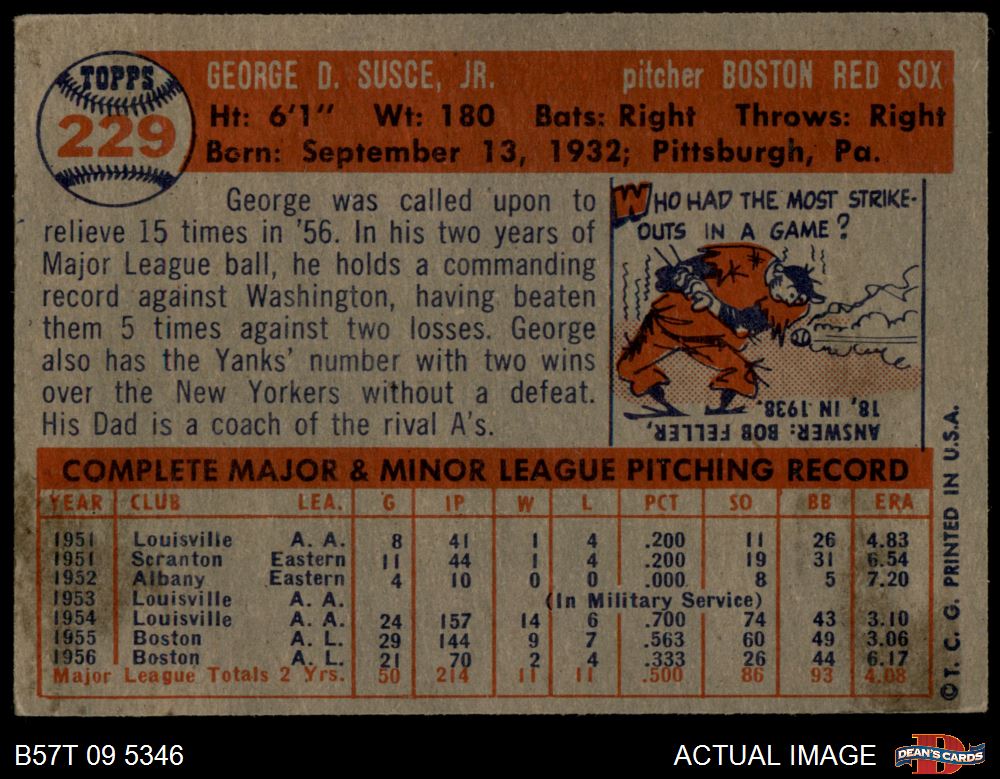 TOPPS
229
GEORGE D. SUSCE, JR. pitcher BOSTON RED SOX
Ht: 6'1" Wt: 180 Bats: Right Throws: Right
Born: September 13, 1932; Pittsburgh, Pa.
George was called upon to
relieve 15 times in '56. In his two years of
Major League ball, he holds a commanding
record against Washington, having beaten
them 5 times against two losses. George
also has the Yanks' number with two wins
over the New Yorkers without a defeat.
His Dad is a coach of the rival A's.
WHO HAD THE MOST STRIKE-
OUTS IN A GAME?
ANSWER: BOB FELLER,
18, IN 1938.
COMPLETE MAJOR & MINOR LEAGUE PITCHING RECORD
YEAR CLUB LEA. G IP W L PCT SO BB ERA
1951 Louisville A. A. 8 41 1 4 .200 11 26 4.83
1951 Scranton Eastern 11 44 1 4 .200 19 31 6.54
1952 Albany Eastern 4 10 0 0 .000 8 5 7.20
1953 Louisville A. A. (In Military Service)
1954 Louisville A. A. 24 157 14 6 .700 74 43 3.10
1955 Boston A. L. 29 144 9 7 .563 60 49 3.06
1956 Boston A. L. 21 70 2 4 .333 26 44 6.17
Major League Totals 2 Yrs. 50 214 11 11 .500 86 93 4.08
© T. C. G. PRINTED IN U.S.A.
B57T 09 5346 ACTUAL IMAGE
D
DEAN'S CARDS